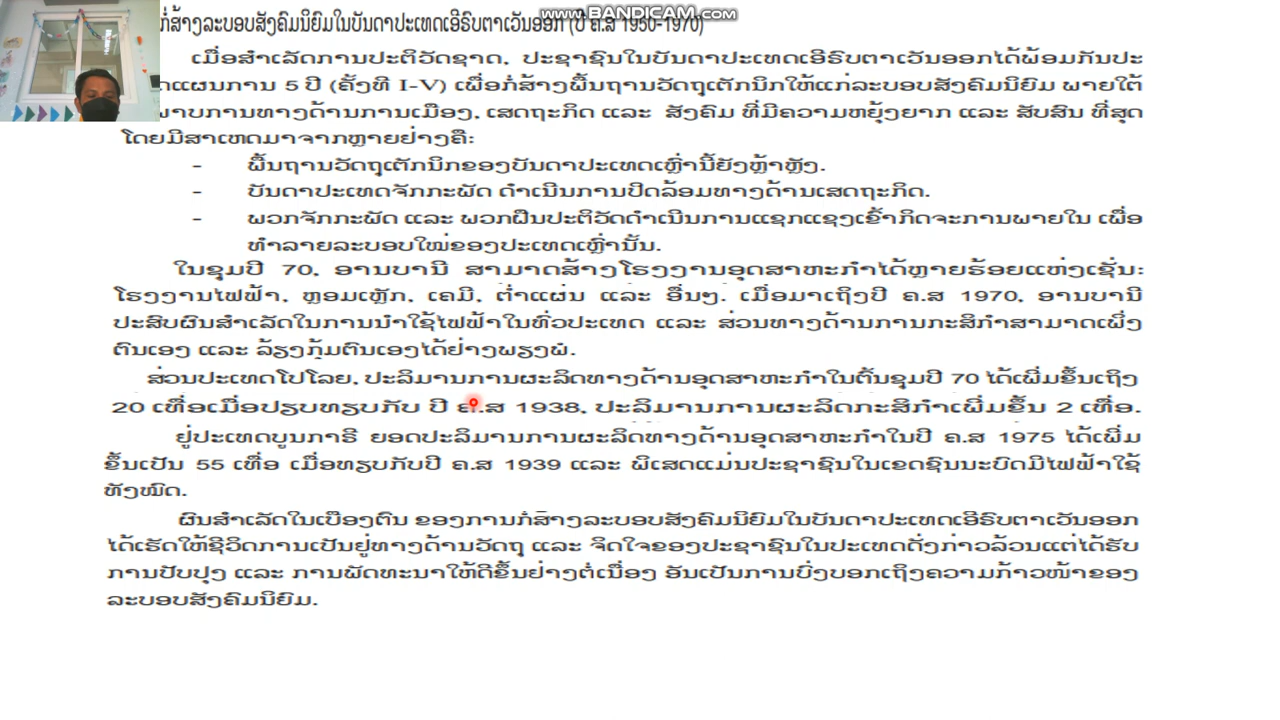 www.BANDICAM.com
ກໍ່ສ້າງລະບອບສັງຄົມນິຍົມໃນບັນດາປະເທດເອີຣົບຕາເວັນອອກ (ປີ ຄ.ສ 1950-1970)
ເມື່ອສຳເລັດການປະຕິວັດຊາດ, ປະຊາຊົນໃນບັນດາປະເທດເອີຣົບຕາເວັນອອກໄດ້ພ້ອມກັນປະ
ແຜນການ 5 ປີ (ຄັ້ງທີ I-V) ເພື່ອກໍ່ສ້າງພື້ນຖານວັດຖຸເຕັກນິກໃຫ້ແກ່ລະບອບສັງຄົມນິຍົມ ພາຍໃຕ້
ພາບການທາງດ້ານການເມືອງ, ເສດຖະກິດ ແລະ ສັງຄົມ ທີ່ມີຄວາມຫຍຸ້ງຍາກ ແລະ ສັບສົນ ທີ່ສຸດ
ໂດຍມີສາເຫດມາຈາກຫຼາຍຢ່າງຄື:
- ພື້ນຖານວັດຖຸເຕັກນິກຂອງບັນດາປະເທດເຫຼົ່ານີ້ຍັງຫຼ້າຫຼັງ.
- ບັນດາປະເທດຈັກກະພັດ ດຳເນີນການປິດລ້ອມທາງດ້ານເສດຖະກິດ.
- ພວກຈັກກະພັດ ແລະ ພວກຝືນປະຕິວັດດຳເນີນການແຊກແຊງເຂົ້າກິດຈະການພາຍໃນ ເພື່ອ
ທຳລາຍລະບອບໃໝ່ຂອງປະເທດເຫຼົ່ານັ້ນ.
ໃນຊຸມປີ 70, ອານບານີ ສາມາດສ້າງໂຮງງານອຸດສາຫະກຳໄດ້ຫຼາຍຮ້ອຍແຫ່ງເຊັ່ນ:
ໂຮງງານໄຟຟ້າ, ຫຼອມເຫຼັກ, ເຄມີ, ຕ່ຳແຜ່ນ ແລະ ອື່ນໆ. ເມື່ອມາເຖິງປີ ຄ.ສ 1970, ອານບານີ
ປະສົບຜົນສຳເລັດໃນການນຳໃຊ້ໄຟຟ້າໃນທົ່ວປະເທດ ແລະ ສ່ວນທາງດ້ານການກະສິກຳສາມາດເພິ່ງ
ຕົນເອງ ແລະ ລ້ຽງກຸ້ມຕົນເອງໄດ້ຢ່າງພຽງພໍ.
ສ່ວນປະເທດໂປໂລຍ, ປະລິມານການຜະລິດທາງດ້ານອຸດສາຫະກຳໃນຕົ້ນຊຸມປີ 70 ໄດ້ເພີ່ມຂຶ້ນເຖິງ
20 ເທື່ອເມື່ອປຽບທຽບກັບ ປີ ຄ.ສ 1938, ປະລິມານການຜະລິດກະສິກຳເພີ່ມຂຶ້ນ 2 ເທື່ອ.
ຢູ່ປະເທດບູນກາຣີ ຍອດປະລິມານການຜະລິດທາງດ້ານອຸດສາຫະກຳໃນປີ ຄ.ສ 1975 ໄດ້ເພີ່ມ
ຂຶ້ນເປັນ 55 ເທື່ອ ເມື່ອທຽບກັບປີ ຄ.ສ 1939 ແລະ ພິເສດແມ່ນປະຊາຊົນໃນເຂດຊົນນະບົດມີໄຟຟ້າໃຊ້
ທັງໝົດ.
ຜົນສຳເລັດໃນເບື້ອງຕົ້ນ ຂອງການກໍ່ສ້າງລະບອບສັງຄົມນິຍົມໃນບັນດາປະເທດເອີຣົບຕາເວັນອອກ
ໄດ້ເຮັດໃຫ້ຊີວິດການເປັນຢູ່ທາງດ້ານວັດຖຸ ແລະ ຈິດໃຈຂອງປະຊາຊົນໃນປະເທດດັ່ງກ່າວລ້ວນແຕ່ໄດ້ຮັບ
ການປັບປຸງ ແລະ ການພັດທະນາໃຫ້ດີຂຶ້ນຢ່າງຕໍ່ເນື່ອງ ອັນເປັນການບົ່ງບອກເຖິງຄວາມກ້າວໜ້າຂອງ
ລະບອບສັງຄົມນິຍົມ.